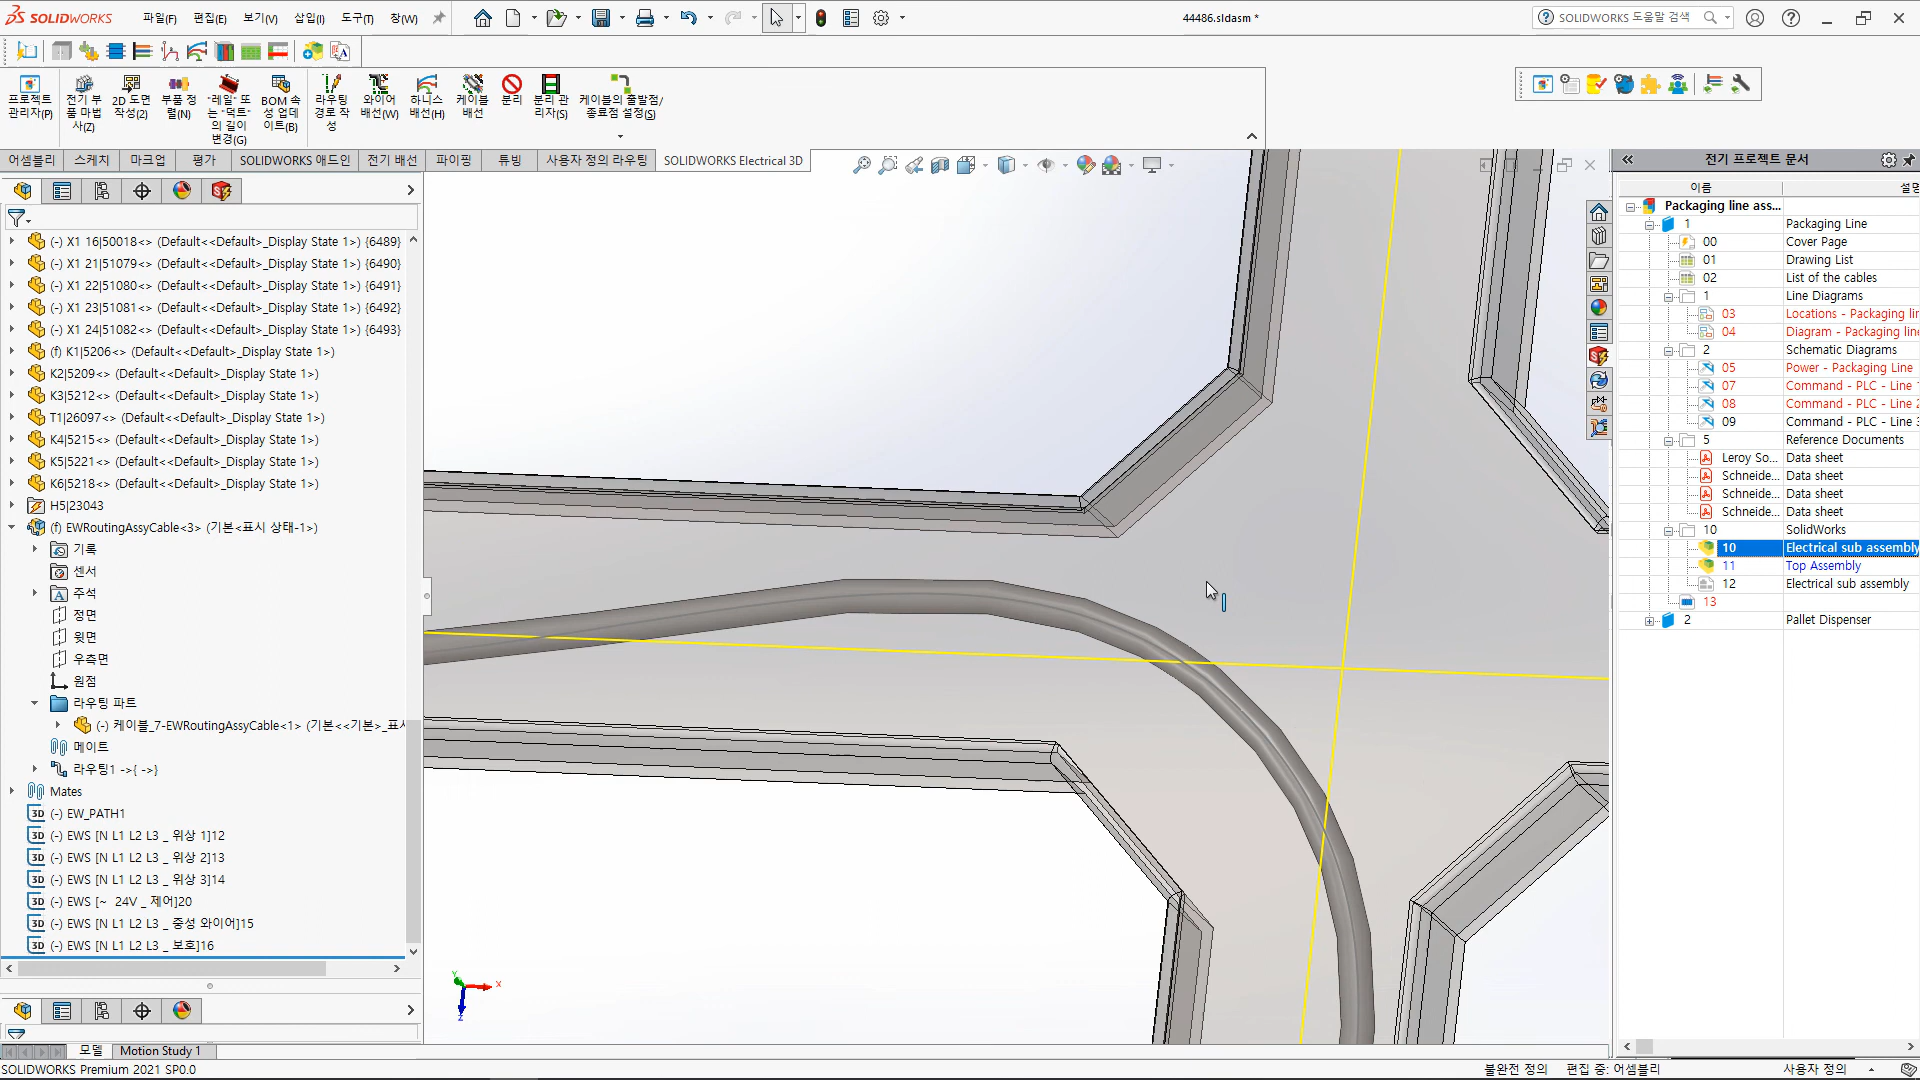 SOLIDWORKS
파일(F) 편집(E) 보기(V) 삽입(I) 도구(T) 창(W)
44486.sldasm *
SOLIDWORKS 도움말 검색
프로젝트 관리자(P)
전기 부품 마법사(Z)
2D 도면 작성(2)
부품 정렬(N)
"레일" 또는 "덕트"의 길이 변경(G)
BOM 속성 업데이트(B)
라우팅 경로 작성
와이어 배선(W)
하니스 배선(H)
케이블 배선
분리
분리 관리자(S)
케이블의 출발점/종료점 설정(S)
어셈블리 스케치 마크업 평가 SOLIDWORKS 애드인 전기 배선 파이핑 튜빙 사용자 정의 라우팅 SOLIDWORKS Electrical 3D
(-) X1 16|50018<> (Default<<Default>_Display State 1>) {6489}
(-) X1 21|51079<> (Default<<Default>_Display State 1>) {6490}
(-) X1 22|51080<> (Default<<Default>_Display State 1>) {6491}
(-) X1 23|51081<> (Default<<Default>_Display State 1>) {6492}
(-) X1 24|51082<> (Default<<Default>_Display State 1>) {6493}
(f) K1|5206<> (Default<<Default>_Display State 1>)
K2|5209<> (Default<<Default>_Display State 1>)
K3|5212<> (Default<<Default>_Display State 1>)
T1|26097<> (Default<<Default>_Display State 1>)
K4|5215<> (Default<<Default>_Display State 1>)
K5|5221<> (Default<<Default>_Display State 1>)
K6|5218<> (Default<<Default>_Display State 1>)
H5|23043
(f) EWRoutingAssyCable<3> (기본<표시 상태-1>)
기록
센서
주석
정면
윗면
우측면
원점
라우팅 파트
(-) 케이블_7-EWRoutingAssyCable<1> (기본<<기본>_표시
메이트
라우팅1 ->{ ->}
Mates
3D (-) EW_PATH1
3D (-) EWS [N L1 L2 L3 _ 위상 1]12
3D (-) EWS [N L1 L2 L3 _ 위상 2]13
3D (-) EWS [N L1 L2 L3 _ 위상 3]14
3D (-) EWS [~ 24V _ 제어]20
3D (-) EWS [N L1 L2 L3 _ 중성 와이어]15
3D (-) EWS [N L1 L2 L3 _ 보호]16
Y X Z
전기 프로젝트 문서
이름 설명
Packaging line ass...
1 Packaging Line
00 Cover Page
01 Drawing List
02 List of the cables
1 Line Diagrams
03 Locations - Packaging lin
04 Diagram - Packaging line
2 Schematic Diagrams
05 Power - Packaging Line
07 Command - PLC - Line 1
08 Command - PLC - Line 2
09 Command - PLC - Line 3
5 Reference Documents
Leroy So... Data sheet
Schneide... Data sheet
Schneide... Data sheet
Schneide... Data sheet
10 SolidWorks
10 Electrical sub assembly
11 Top Assembly
12 Electrical sub assembly
13
2 Pallet Dispenser
모델 Motion Study 1
SOLIDWORKS Premium 2021 SP0.0
불완전 정의 편집 중: 어셈블리 사용자 정의